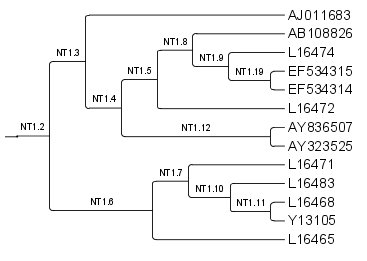 AJ011683
NT1.8 AB108826
NT1.3 L16474
NT1.9
NT1.5 NT1.19 EF534315
EF534314
NT1.4 L16472
NT1.2 NT1.12 AY836507
AY323525
NT1.7 L16471
NT1.10 L16483
NT1.6 NT1.11 L16468
Y13105
L16465